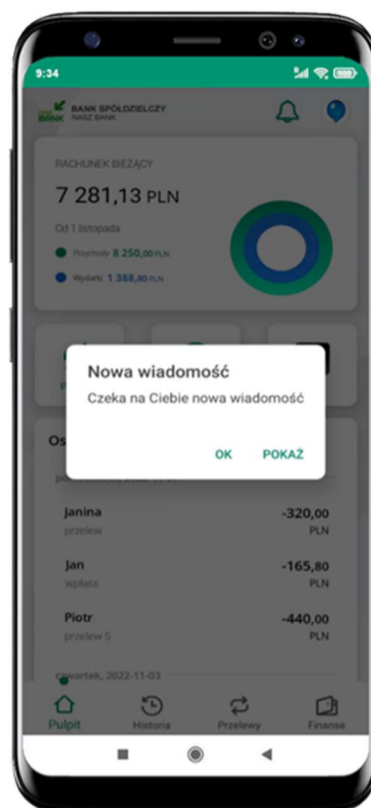 9:34
BANK SPÓŁDZIELCZY
BANK NASZ BANK
RACHUNEK BIEŻĄCY
7 281,13 PLN
Od 1 listopada
Przychody 8 250,00 PLN
Wydatki 1 388,80 PLN
Nowa wiadomość
Czeka na Ciebie nowa wiadomość
OK POKAŻ
Os
Janina -320,00
przelew PLN
Jan -165,80
wpłata PLN
Piotr -440,00
przelew 5 PLN
czwartek, 2022-11-03
Pulpit Historia Przelewy Finanse